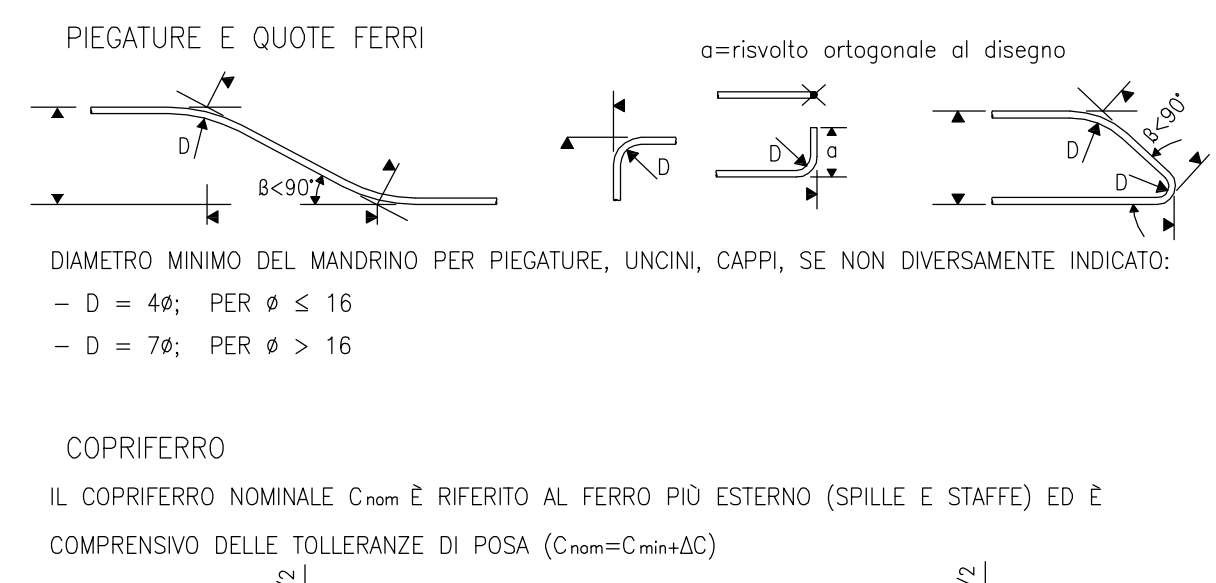 PIEGATURE E QUOTE FERRI
a=risvolto ortogonale al disegno
D
ß<90°
D
D
a
D
ß<90°
D
DIAMETRO MINIMO DEL MANDRINO PER PIEGATURE, UNCINI, CAPPI, SE NON DIVERSAMENTE INDICATO:
– D = 4ø; PER ø ≤ 16
– D = 7ø; PER ø > 16
COPRIFERRO
IL COPRIFERRO NOMINALE Cnom È RIFERITO AL FERRO PIÙ ESTERNO (SPILLE E STAFFE) ED È
COMPRENSIVO DELLE TOLLERANZE DI POSA (Cnom=Cmin+ΔC)
/2